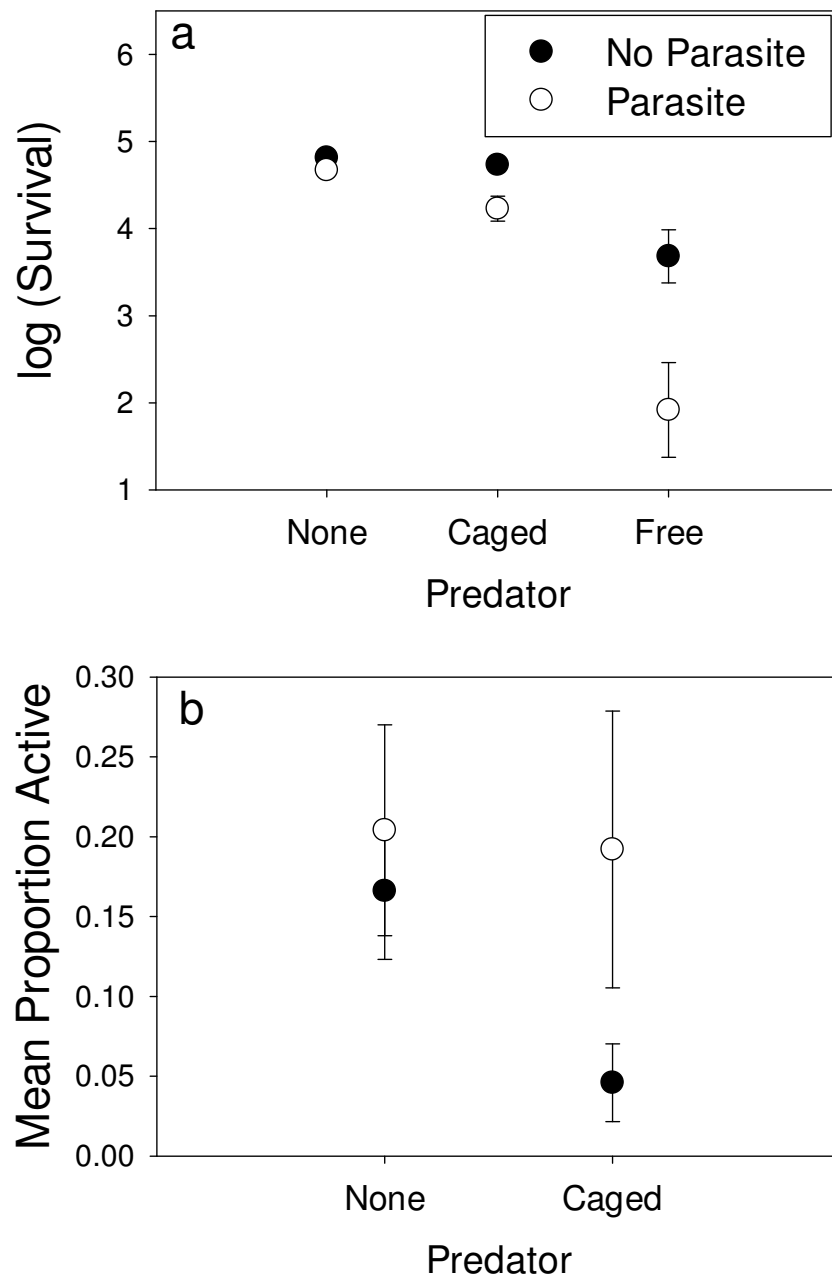 a
No Parasite
Parasite
log (Survival)
6
5
4
3
2
1
None Caged Free
Predator
b
Mean Proportion Active
0.30
0.25
0.20
0.15
0.10
0.05
0.00
None Caged
Predator